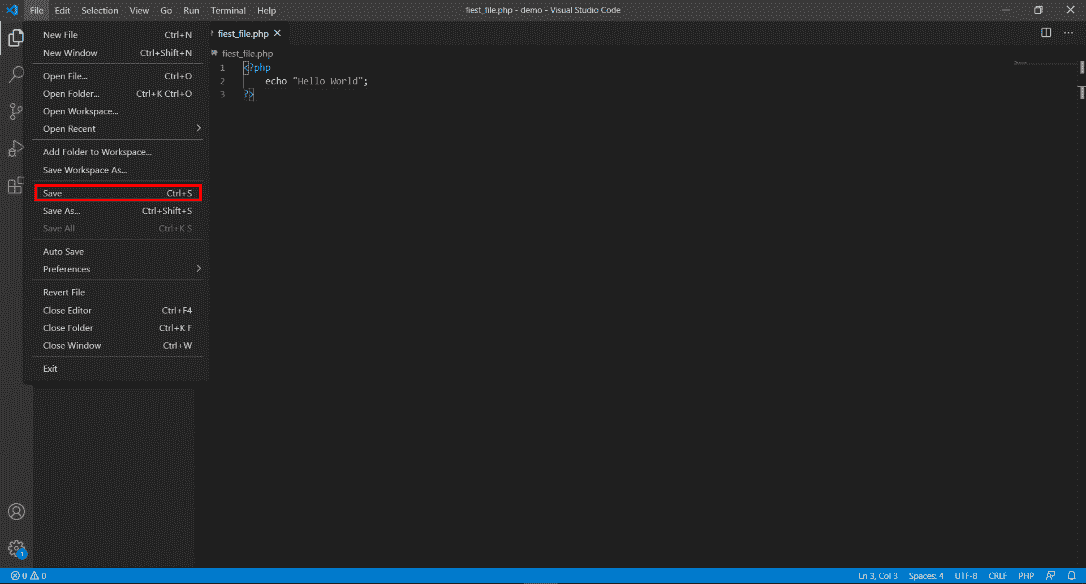 File Edit Selection View Go Run Terminal Help fiest_file.php - demo - Visual Studio Code
New File Ctrl+N
New Window Ctrl+Shift+N
Open File... Ctrl+O
Open Folder... Ctrl+K Ctrl+O
Open Workspace...
Open Recent
Add Folder to Workspace...
Save Workspace As...
Save Ctrl+S
Save As... Ctrl+Shift+S
Save All Ctrl+K S
Auto Save
Preferences
Revert File
Close Editor Ctrl+F4
Close Folder Ctrl+K F
Close Window Ctrl+W
Exit
fiest_file.php
fiest_file.php
1 <?php
2 echo "Hello World";
3 ?>
1
0 0 Ln 3, Col 3 Spaces: 4 UTF-8 CRLF PHP